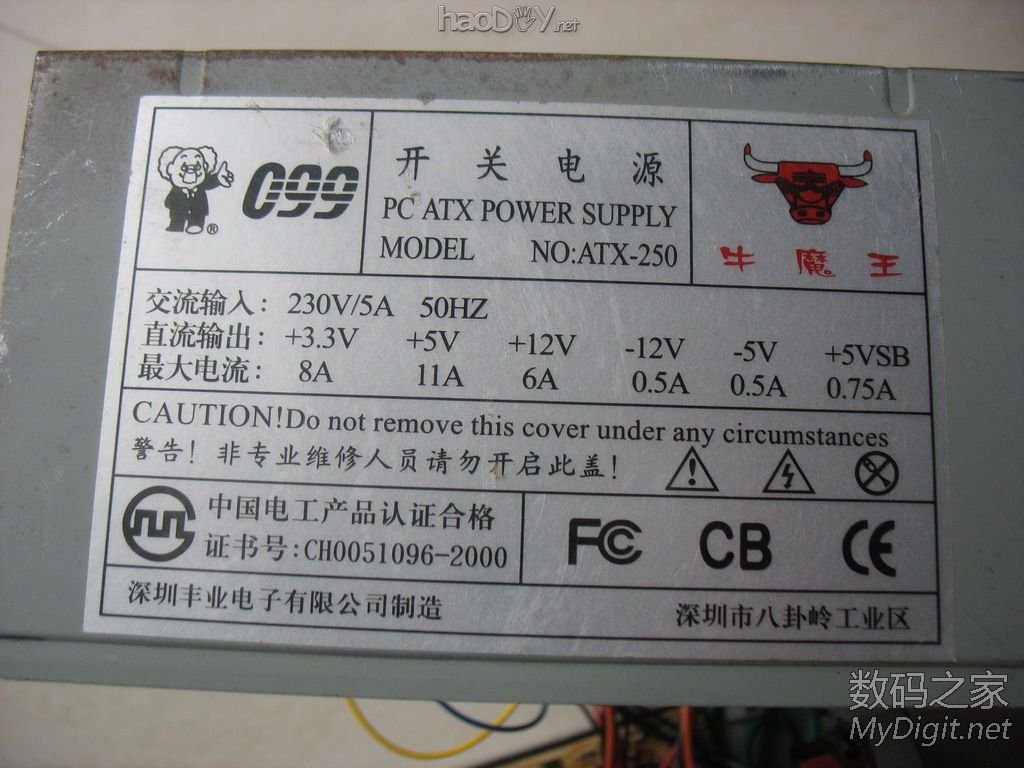 haoDIY.net
099
®
开关电源
PC ATX POWER SUPPLY
MODEL NO:ATX-250
牛魔王
交流输入: 230V/5A 50HZ
直流输出: +3.3V +5V +12V -12V -5V +5VSB
最大电流: 8A 11A 6A 0.5A 0.5A 0.75A
CAUTION!Do not remove this cover under any circumstances
警告! 非专业维修人员请勿开启此盖!
中国电工产品认证合格
证书号:CH0051096-2000
FC CB CE
深圳丰业电子有限公司制造 深圳市八卦岭工业区
数码之家
MyDigit.net